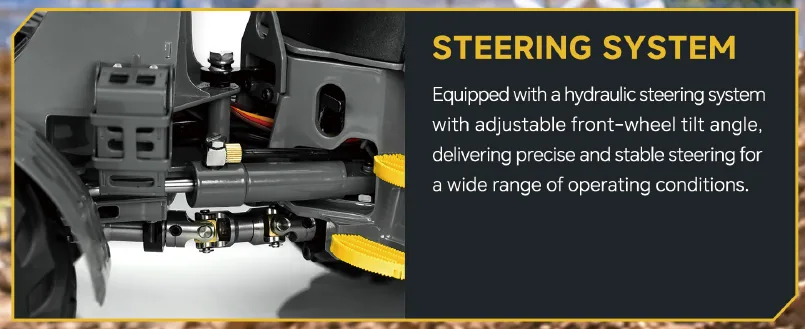 STEERING SYSTEM
Equipped with a hydraulic steering system
with adjustable front-wheel tilt angle,
delivering precise and stable steering for
a wide range of operating conditions.